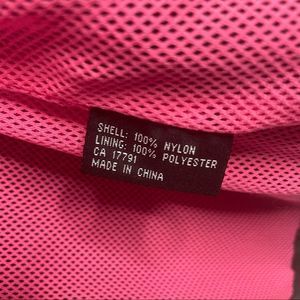 SHELL: 100% NYLON
LINING: 100% POLYESTER
CA 17791
MADE IN CHINA